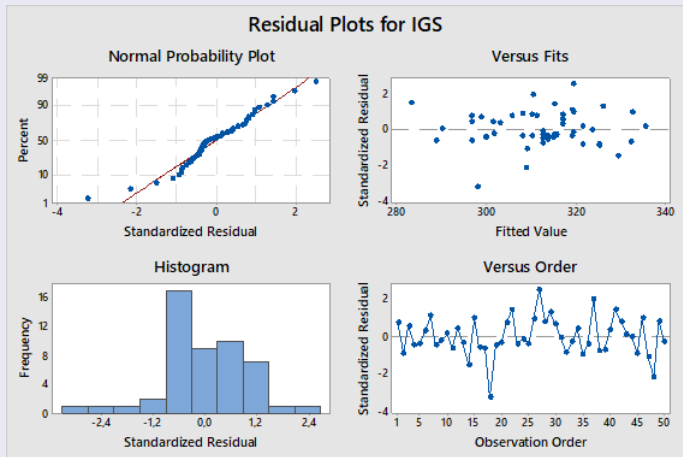 Residual Plots for IGS
Normal Probability Plot
99
90
50
10
1
Percent
-4 -2 0 2
Standardized Residual
Versus Fits
2
0
-2
-4
Standardized Residual
280 300 320 340
Fitted Value
Histogram
16
12
8
4
0
Frequency
-2,4 -1,2 0,0 1,2 2,4
Standardized Residual
Versus Order
2
0
-2
-4
Standardized Residual
1 5 10 15 20 25 30 35 40 45 50
Observation Order